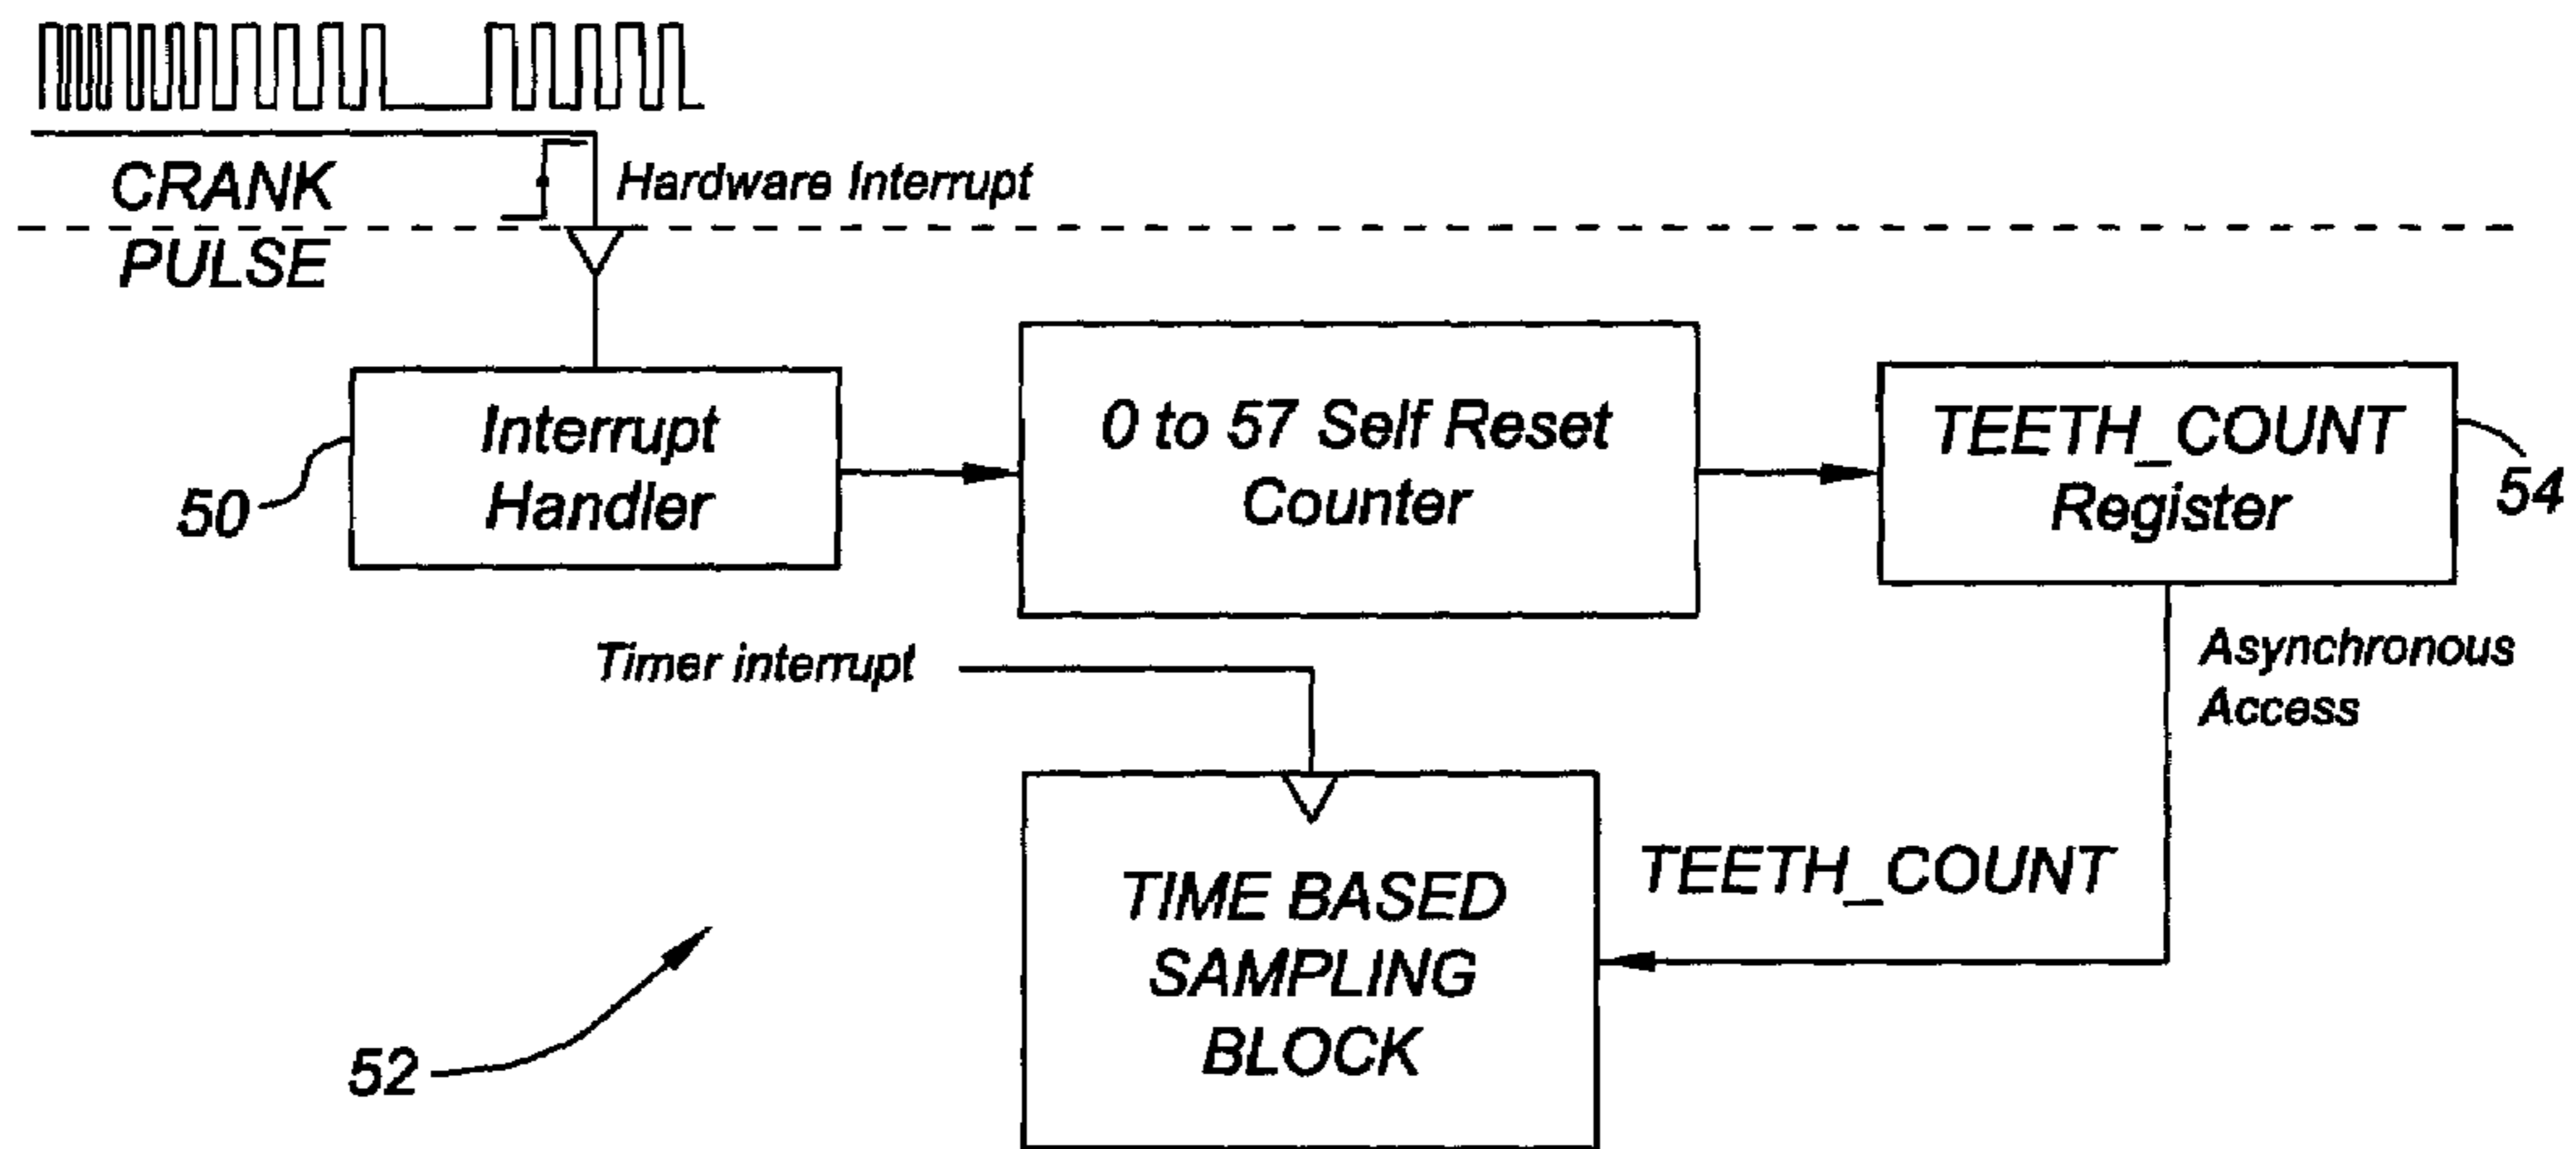 CRANK
Hardware Interrupt
PULSE
Interrupt
Handler
50
0 to 57 Self Reset
Counter
TEETH_COUNT
Register
54
Timer interrupt
Asynchronous
Access
TIME BASED
SAMPLING
BLOCK
TEETH_COUNT
52